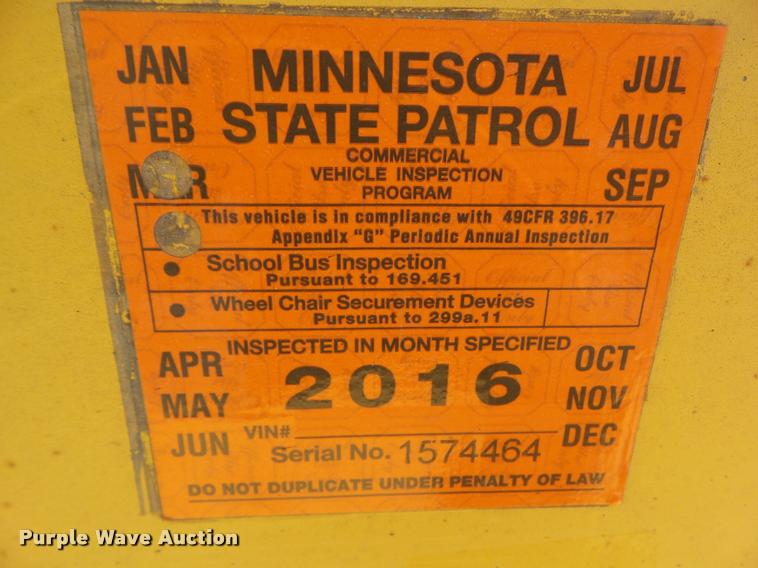 JAN MINNESOTA JUL
FEB STATE PATROL AUG
MAR COMMERCIAL VEHICLE INSPECTION PROGRAM SEP
This vehicle is in compliance with 49CFR 396.17
Appendix "G" Periodic Annual Inspection
• School Bus Inspection
Pursuant to 169.451
• Wheel Chair Securement Devices
Pursuant to 299a.11
INSPECTED IN MONTH SPECIFIED
APR 2016 OCT
MAY NOV
JUN VIN# DEC
Serial No. 1574464
DO NOT DUPLICATE UNDER PENALTY OF LAW
Purple Wave Auction